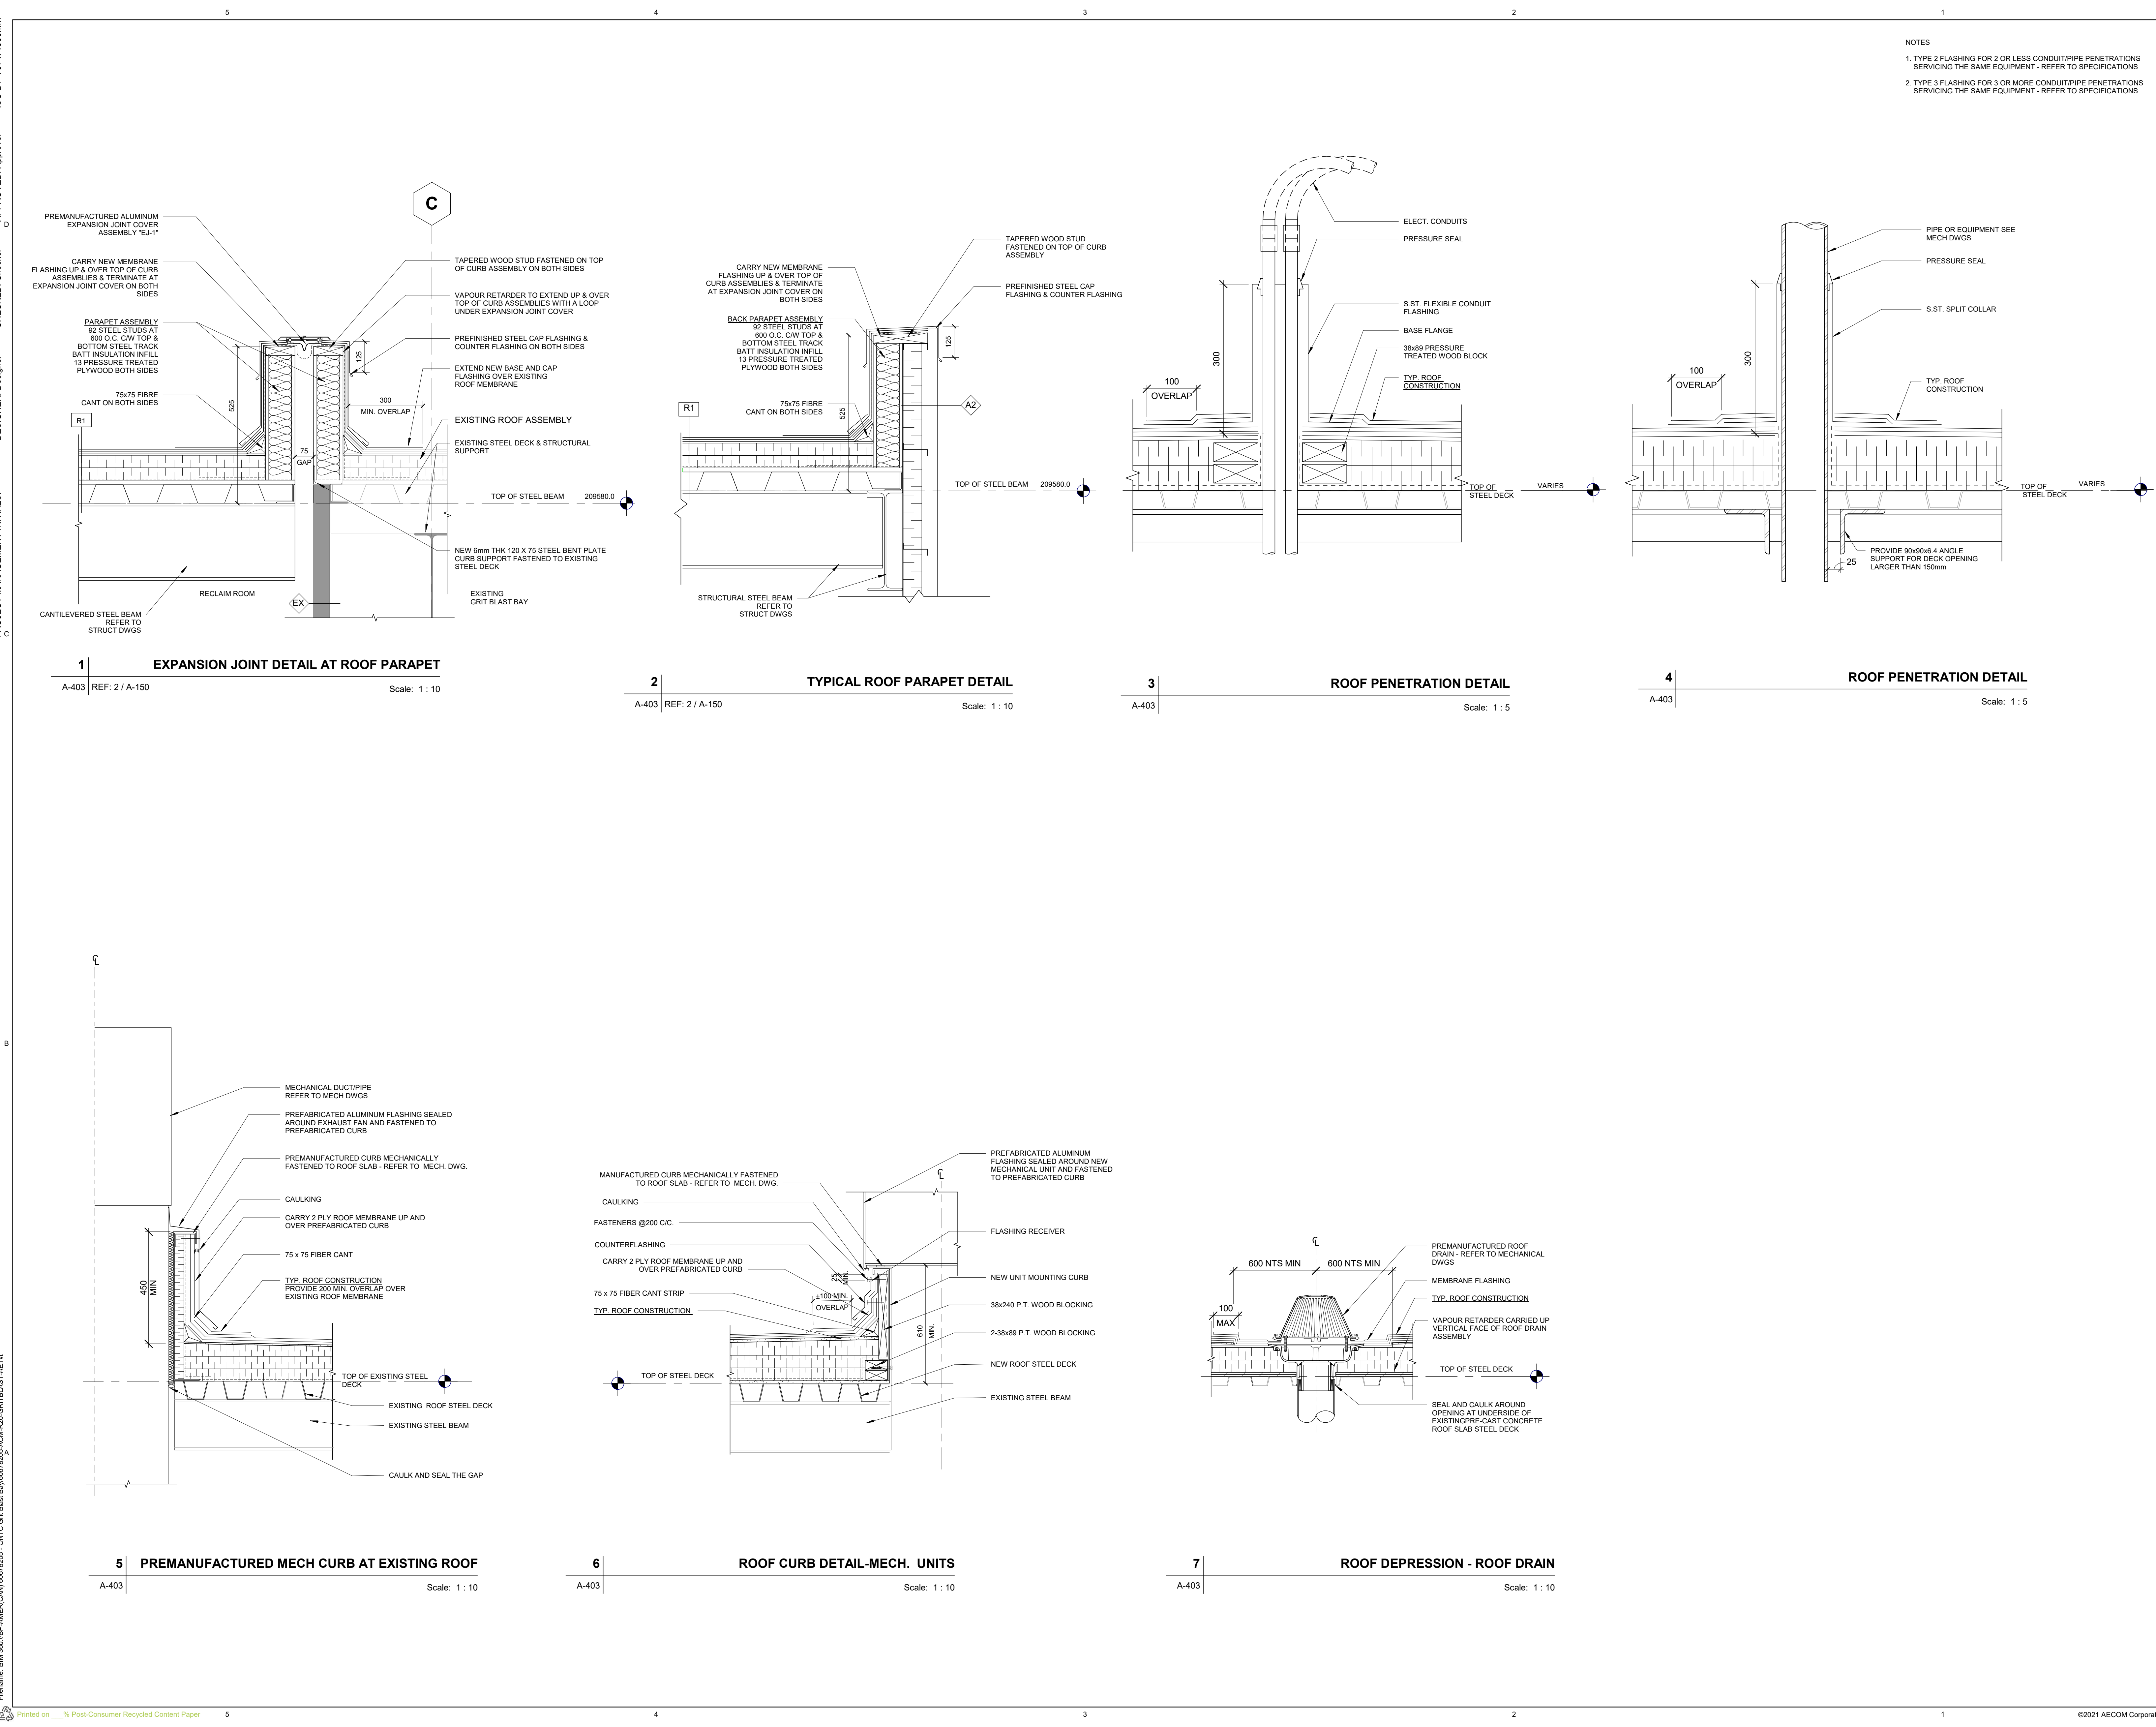 5
4
3
2
1
NOTES
1. TYPE 2 FLASHING FOR 2 OR LESS CONDUIT/PIPE PENETRATIONS
SERVICING THE SAME EQUIPMENT - REFER TO SPECIFICATIONS
2. TYPE 3 FLASHING FOR 3 OR MORE CONDUIT/PIPE PENETRATIONS
SERVICING THE SAME EQUIPMENT - REFER TO SPECIFICATIONS
D
C
B
A
C
PREMANUFACTURED ALUMINUM
EXPANSION JOINT COVER
ASSEMBLY "EJ-1"
CARRY NEW MEMBRANE
FLASHING UP & OVER TOP OF CURB
ASSEMBLIES & TERMINATE AT
EXPANSION JOINT COVER ON BOTH
SIDES
PARAPET ASSEMBLY
92 STEEL STUDS AT
600 O.C. C/W TOP &
BOTTOM STEEL TRACK
BATT INSULATION INFILL
13 PRESSURE TREATED
PLYWOOD BOTH SIDES
75x75 FIBRE
CANT ON BOTH SIDES
R1
525
125
75
GAP
300
MIN. OVERLAP
TAPERED WOOD STUD FASTENED ON TOP
OF CURB ASSEMBLY ON BOTH SIDES
VAPOUR RETARDER TO EXTEND UP & OVER
TOP OF CURB ASSEMBLIES WITH A LOOP
UNDER EXPANSION JOINT COVER
PREFINISHED STEEL CAP FLASHING &
COUNTER FLASHING ON BOTH SIDES
EXTEND NEW BASE AND CAP
FLASHING OVER EXISTING
ROOF MEMBRANE
EXISTING ROOF ASSEMBLY
EXISTING STEEL DECK & STRUCTURAL
SUPPORT
TOP OF STEEL BEAM 209580.0
NEW 6mm THK 120 X 75 STEEL BENT PLATE
CURB SUPPORT FASTENED TO EXISTING
STEEL DECK
RECLAIM ROOM
EX
EXISTING
GRIT BLAST BAY
CANTILEVERED STEEL BEAM
REFER TO
STRUCT DWGS
1 EXPANSION JOINT DETAIL AT ROOF PARAPET
A-403 REF: 2 / A-150 Scale: 1 : 10
CARRY NEW MEMBRANE
FLASHING UP & OVER TOP OF
CURB ASSEMBLIES & TERMINATE
AT EXPANSION JOINT COVER ON
BOTH SIDES
BACK PARAPET ASSEMBLY
92 STEEL STUDS AT
600 O.C. C/W TOP &
BOTTOM STEEL TRACK
BATT INSULATION INFILL
13 PRESSURE TREATED
PLYWOOD BOTH SIDES
75x75 FIBRE
CANT ON BOTH SIDES
R1
525
125
A2
TAPERED WOOD STUD
FASTENED ON TOP OF CURB
ASSEMBLY
PREFINISHED STEEL CAP
FLASHING & COUNTER FLASHING
TOP OF STEEL BEAM 209580.0
STRUCTURAL STEEL BEAM
REFER TO
STRUCT DWGS
2 TYPICAL ROOF PARAPET DETAIL
A-403 REF: 2 / A-150 Scale: 1 : 10
ELECT. CONDUITS
PRESSURE SEAL
S.ST. FLEXIBLE CONDUIT
FLASHING
BASE FLANGE
38x89 PRESSURE
TREATED WOOD BLOCK
TYP. ROOF
CONSTRUCTION
300
100
OVERLAP
TOP OF
STEEL DECK
VARIES
3 ROOF PENETRATION DETAIL
A-403 Scale: 1 : 5
PIPE OR EQUIPMENT SEE
MECH DWGS
PRESSURE SEAL
S.ST. SPLIT COLLAR
TYP. ROOF
CONSTRUCTION
300
100
OVERLAP
TOP OF
STEEL DECK
VARIES
PROVIDE 90x90x6.4 ANGLE
SUPPORT FOR DECK OPENING
LARGER THAN 150mm
25
4 ROOF PENETRATION DETAIL
A-403 Scale: 1 : 5
MECHANICAL DUCT/PIPE
REFER TO MECH DWGS
PREFABRICATED ALUMINUM FLASHING SEALED
AROUND EXHAUST FAN AND FASTENED TO
PREFABRICATED CURB
PREMANUFACTURED CURB MECHANICALLY
FASTENED TO ROOF SLAB - REFER TO MECH. DWG.
CAULKING
CARRY 2 PLY ROOF MEMBRANE UP AND
OVER PREFABRICATED CURB
75 x 75 FIBER CANT
TYP. ROOF CONSTRUCTION
PROVIDE 200 MIN. OVERLAP OVER
EXISTING ROOF MEMBRANE
450
MIN
TOP OF EXISTING STEEL
DECK
EXISTING ROOF STEEL DECK
EXISTING STEEL BEAM
CAULK AND SEAL THE GAP
5 PREMANUFACTURED MECH CURB AT EXISTING ROOF
A-403 Scale: 1 : 10
MANUFACTURED CURB MECHANICALLY FASTENED
TO ROOF SLAB - REFER TO MECH. DWG.
CAULKING
FASTENERS @200 C/C.
COUNTERFLASHING
CARRY 2 PLY ROOF MEMBRANE UP AND
OVER PREFABRICATED CURB
75 x 75 FIBER CANT STRIP
TYP. ROOF CONSTRUCTION
25
MIN.
±100 MIN.
OVERLAP
610
MIN.
TOP OF STEEL DECK
PREFABRICATED ALUMINUM
FLASHING SEALED AROUND NEW
MECHANICAL UNIT AND FASTENED
TO PREFABRICATED CURB
FLASHING RECEIVER
NEW UNIT MOUNTING CURB
38x240 P.T. WOOD BLOCKING
2-38x89 P.T. WOOD BLOCKING
NEW ROOF STEEL DECK
EXISTING STEEL BEAM
6 ROOF CURB DETAIL-MECH. UNITS
A-403 Scale: 1 : 10
600 NTS MIN 600 NTS MIN
100
MAX
PREMANUFACTURED ROOF
DRAIN - REFER TO MECHANICAL
DWGS
MEMBRANE FLASHING
TYP. ROOF CONSTRUCTION
VAPOUR RETARDER CARRIED UP
VERTICAL FACE OF ROOF DRAIN
ASSEMBLY
TOP OF STEEL DECK
SEAL AND CAULK AROUND
OPENING AT UNDERSIDE OF
EXISTINGPRE-CAST CONCRETE
ROOF SLAB STEEL DECK
7 ROOF DEPRESSION - ROOF DRAIN
A-403 Scale: 1 : 10
Printed on ___% Post-Consumer Recycled Content Paper
5
4
3
2
1
©2021 AECOM